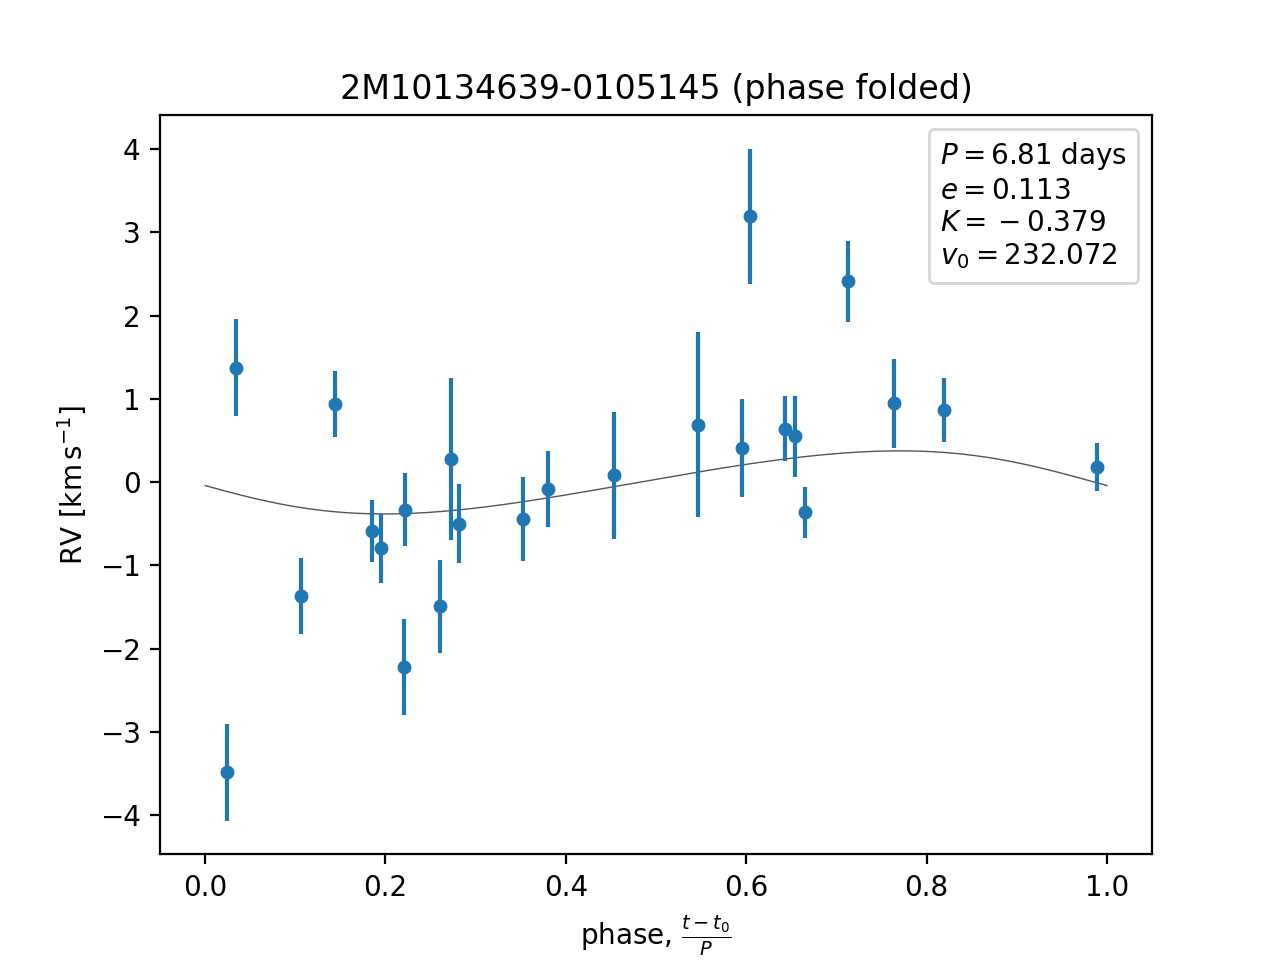 2M10134639-0105145 (phase folded)
P = 6.81 days
e = 0.113
K = −0.379
v₀ = 232.072
4
3
2
1
0
−1
−2
−3
−4
RV [km s⁻¹]
0.0 0.2 0.4 0.6 0.8 1.0
phase, (t − t₀)/P